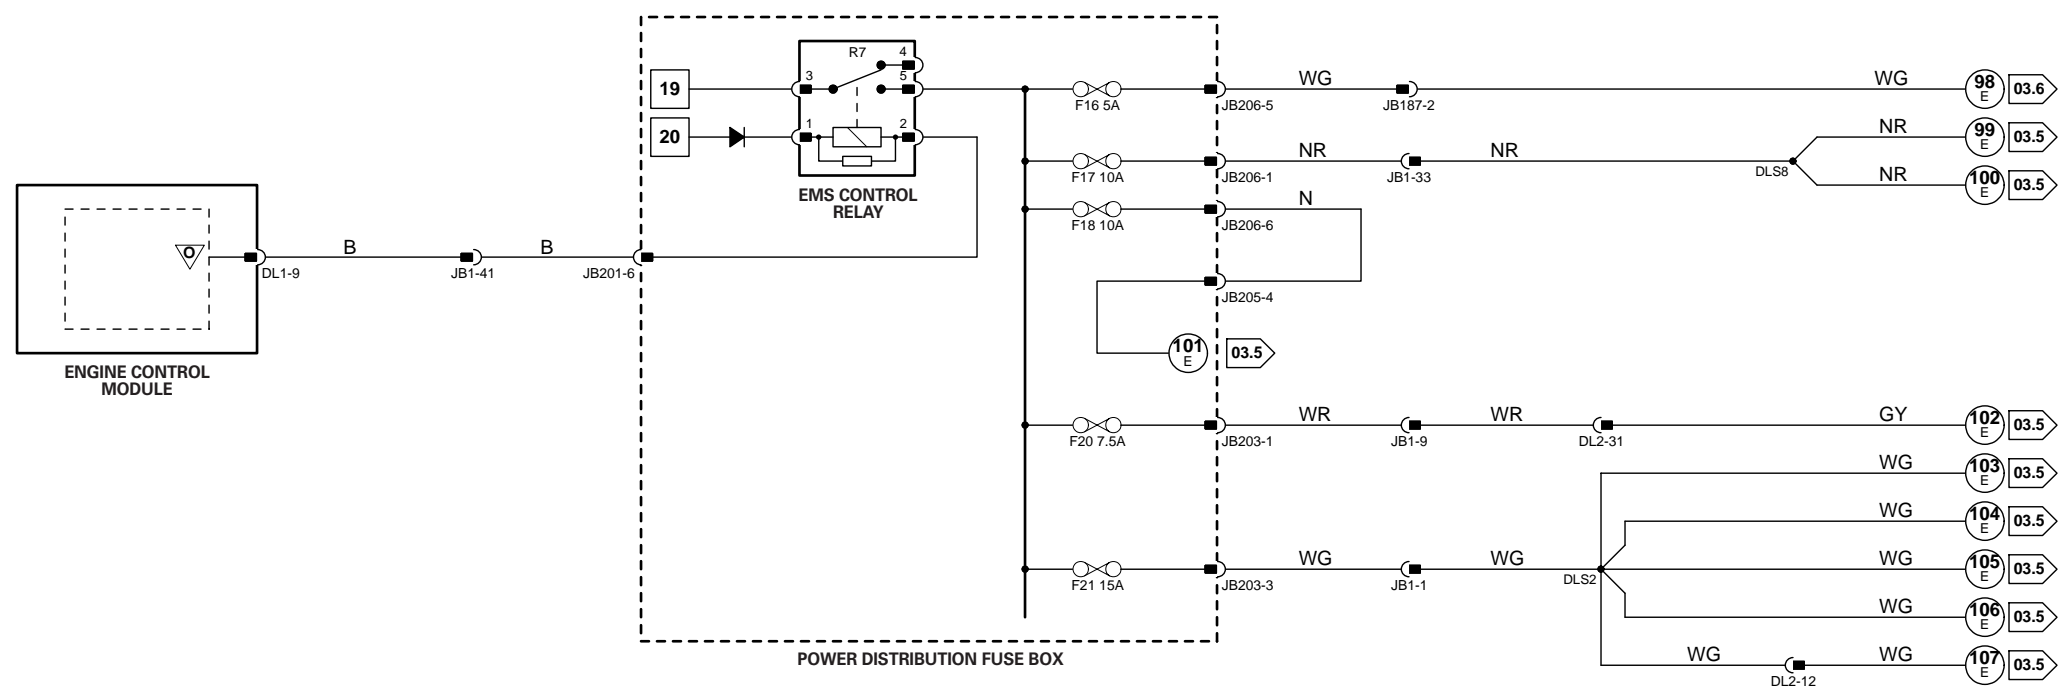 R7
4
3
5
19
1
2
20
EMS CONTROL
RELAY
F16 5A
JB206-5
WG
JB187-2
WG
98
E
03.6
F17 10A
JB206-1
NR
JB1-33
NR
DLS8
NR
99
E
03.5
NR
100
E
03.5
F18 10A
JB206-6
N
JB205-4
101
E
03.5
O
DL1-9
B
JB1-41
B
JB201-6
ENGINE CONTROL
MODULE
F20 7.5A
JB203-1
WR
JB1-9
WR
DL2-31
GY
102
E
03.5
WG
103
E
03.5
WG
104
E
03.5
F21 15A
JB203-3
WG
JB1-1
WG
DLS2
WG
105
E
03.5
WG
106
E
03.5
WG
DL2-12
WG
107
E
03.5
POWER DISTRIBUTION FUSE BOX